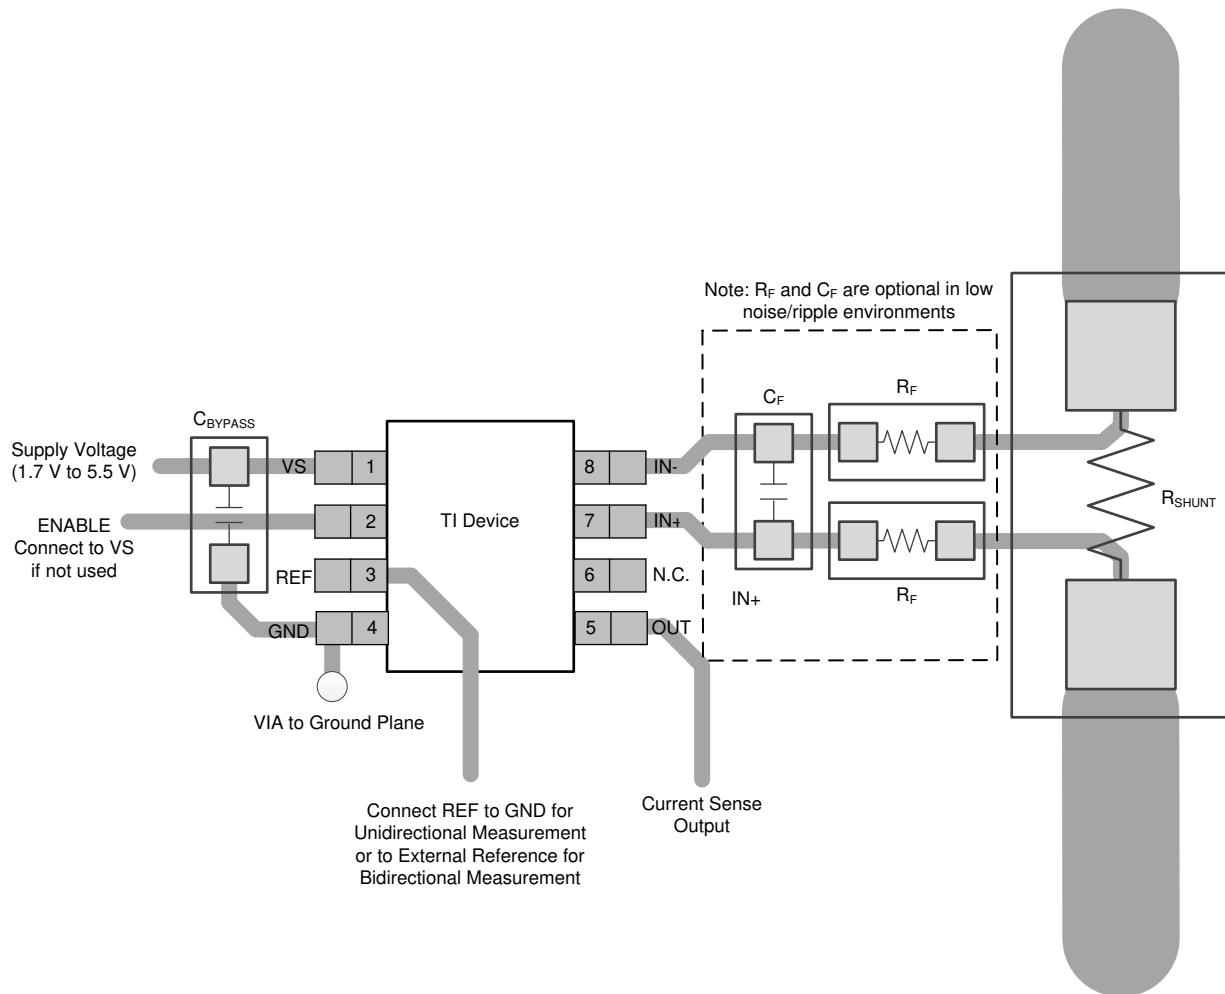 Note: RF and CF are optional in low
noise/ripple environments
CBYPASS
CF
RF
Supply Voltage
(1.7 V to 5.5 V)
VS
1
8
IN-
RSHUNT
ENABLE
Connect to VS
if not used
2
TI Device
7
IN+
REF
3
6
N.C.
IN+
RF
GND
4
5
OUT
VIA to Ground Plane
Connect REF to GND for
Unidirectional Measurement
or to External Reference for
Bidirectional Measurement
Current Sense
Output